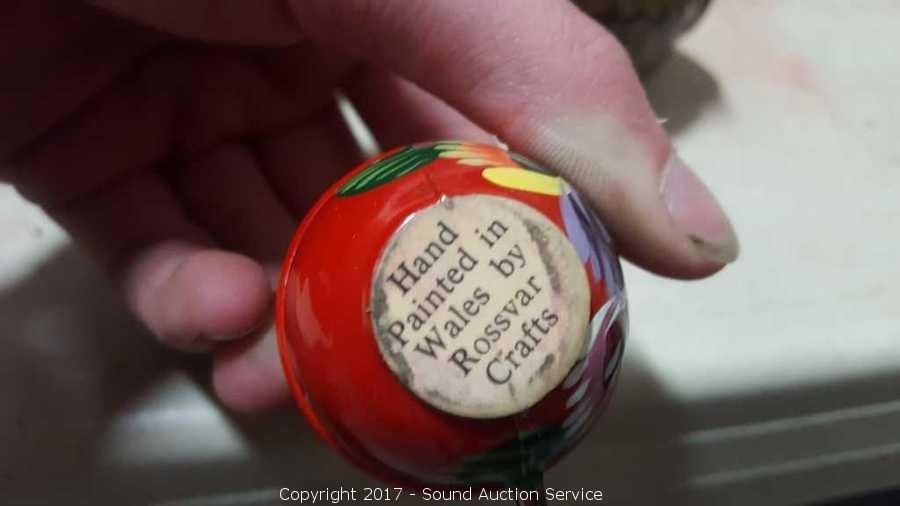 Hand
Painted in
Wales by
Rossvar
Crafts
Copyright 2017 - Sound Auction Service